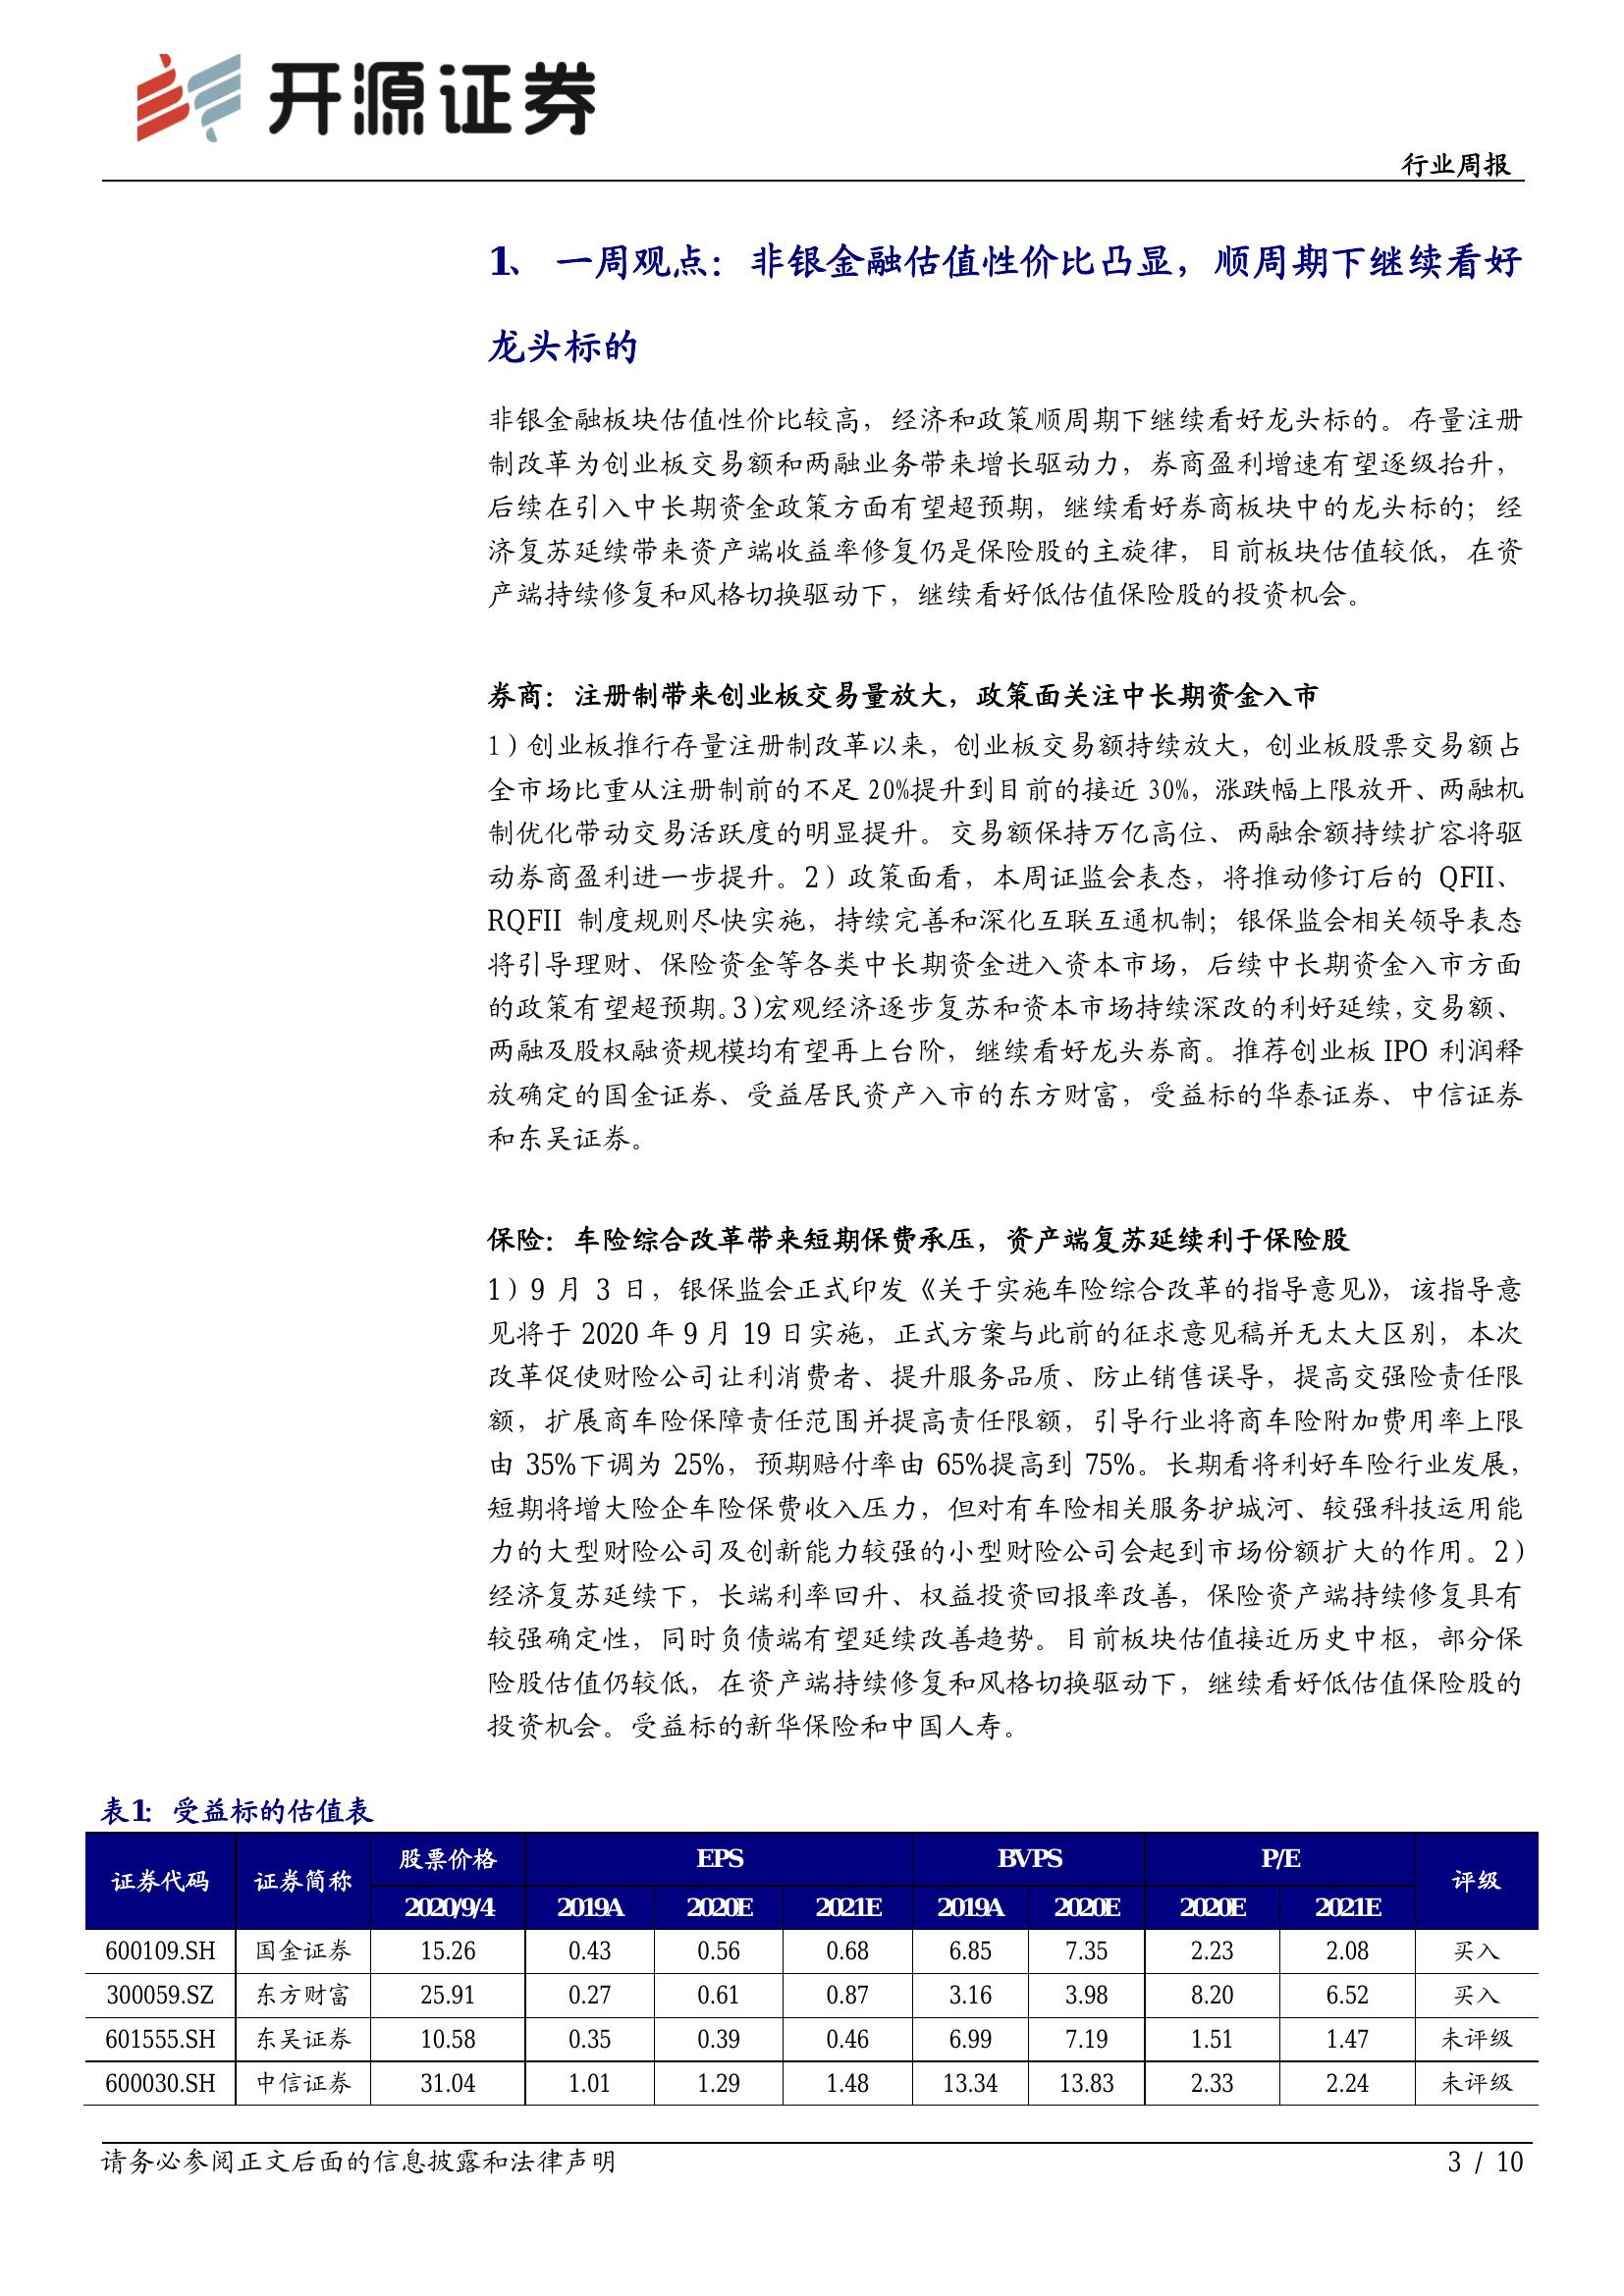 开源证券
行业周报
1、 一周观点：非银金融估值性价比凸显，顺周期下继续看好
龙头标的
非银金融板块估值性价比较高，经济和政策顺周期下继续看好龙头标的。存量注册
制改革为创业板交易额和两融业务带来增长驱动力，券商盈利增速有望逐级抬升，
后续在引入中长期资金政策方面有望超预期，继续看好券商板块中的龙头标的；经
济复苏延续带来资产端收益率修复仍是保险股的主旋律，目前板块估值较低，在资
产端持续修复和风格切换驱动下，继续看好低估值保险股的投资机会。
券商：注册制带来创业板交易量放大，政策面关注中长期资金入市
1）创业板推行存量注册制改革以来，创业板交易额持续放大，创业板股票交易额占
全市场比重从注册制前的不足 20%提升到目前的接近 30%，涨跌幅上限放开、两融机
制优化带动交易活跃度的明显提升。交易额保持万亿高位、两融余额持续扩容将驱
动券商盈利进一步提升。2）政策面看，本周证监会表态，将推动修订后的 QFII、
RQFII 制度规则尽快实施，持续完善和深化互联互通机制；银保监会相关领导表态
将引导理财、保险资金等各类中长期资金进入资本市场，后续中长期资金入市方面
的政策有望超预期。3)宏观经济逐步复苏和资本市场持续深改的利好延续，交易额、
两融及股权融资规模均有望再上台阶，继续看好龙头券商。推荐创业板 IPO 利润释
放确定的国金证券、受益居民资产入市的东方财富，受益标的华泰证券、中信证券
和东吴证券。
保险：车险综合改革带来短期保费承压，资产端复苏延续利于保险股
1）9 月 3 日，银保监会正式印发《关于实施车险综合改革的指导意见》，该指导意
见将于 2020 年 9 月 19 日实施，正式方案与此前的征求意见稿并无太大区别，本次
改革促使财险公司让利消费者、提升服务品质、防止销售误导，提高交强险责任限
额，扩展商车险保障责任范围并提高责任限额，引导行业将商车险附加费用率上限
由 35%下调为 25%，预期赔付率由 65%提高到 75%。长期看将利好车险行业发展，
短期将增大险企车险保费收入压力，但对有车险相关服务护城河、较强科技运用能
力的大型财险公司及创新能力较强的小型财险公司会起到市场份额扩大的作用。2）
经济复苏延续下，长端利率回升、权益投资回报率改善，保险资产端持续修复具有
较强确定性，同时负债端有望延续改善趋势。目前板块估值接近历史中枢，部分保
险股估值仍较低，在资产端持续修复和风格切换驱动下，继续看好低估值保险股的
投资机会。受益标的新华保险和中国人寿。
表1： 受益标的估值表
证券代码 证券简称 股票价格 EPS BVPS P/E 评级
2020/9/4 2019A 2020E 2021E 2019A 2020E 2020E 2021E
600109.SH 国金证券 15.26 0.43 0.56 0.68 6.85 7.35 2.23 2.08 买入
300059.SZ 东方财富 25.91 0.27 0.61 0.87 3.16 3.98 8.20 6.52 买入
601555.SH 东吴证券 10.58 0.35 0.39 0.46 6.99 7.19 1.51 1.47 未评级
600030.SH 中信证券 31.04 1.01 1.29 1.48 13.34 13.83 2.33 2.24 未评级
请务必参阅正文后面的信息披露和法律声明 3 / 10